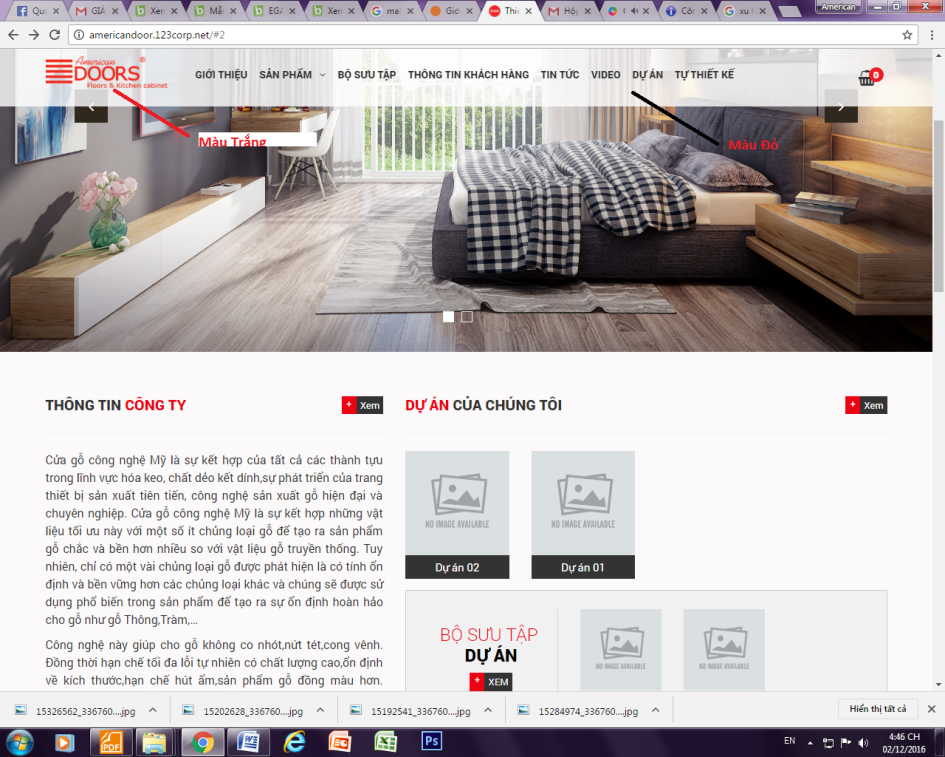 Quc
GIÁ
Xen
Mẫ
EGA
Xen
mai
Giớ
Thiế
Hộp
Côn
xu l
American
americandoor.123corp.net/#2
American
DOORS®
Floors & Kitchen cabinet
GIỚI THIỆU SẢN PHẨM BỘ SƯU TẬP THÔNG TIN KHÁCH HÀNG TIN TỨC VIDEO DỰ ÁN TỰ THIẾT KẾ
0
Màu Trắng
Màu Đỏ
THÔNG TIN CÔNG TY
+ Xem
DỰ ÁN CỦA CHÚNG TÔI
+ Xem
Cửa gỗ công nghệ Mỹ là sự kết hợp của tất cả các thành tựu
trong lĩnh vực hóa keo, chất dẻo kết dính,sự phát triển của trang
thiết bị sản xuất tiên tiến, công nghệ sản xuất gỗ hiện đại và
chuyên nghiệp. Cửa gỗ công nghệ Mỹ là sự kết hợp những vật
liệu tối ưu này với một số ít chủng loại gỗ để tạo ra sản phẩm
gỗ chắc và bền hơn nhiều so với vật liệu gỗ truyền thống. Tuy
nhiên, chỉ có một vài chủng loại gỗ được phát hiện là có tính ổn
định và bền vững hơn các chủng loại khác và chúng sẽ được sử
dụng phổ biến trong sản phẩm để tạo ra sự ổn định hoàn hảo
cho gỗ như gỗ Thông,Tràm,...
Công nghệ này giúp cho gỗ không co nhót,nứt tét,cong vênh.
Đồng thời hạn chế tối đa lỗi tự nhiên có chất lượng cao,ổn định
về kích thước,hạn chế hút ẩm,sản phẩm gỗ đồng màu hơn.
NO IMAGE AVAILABLE
NO IMAGE AVAILABLE
Dự án 02
Dự án 01
BỘ SƯU TẬP
DỰ ÁN
+ XEM
NO IMAGE AVAILABLE
NO IMAGE AVAILABLE
15326562_336760....jpg
15202628_336760....jpg
15192541_336760....jpg
15284974_336760....jpg
Hiển thị tất cả
PDF
Ps
EN
4:46 CH
02/12/2016